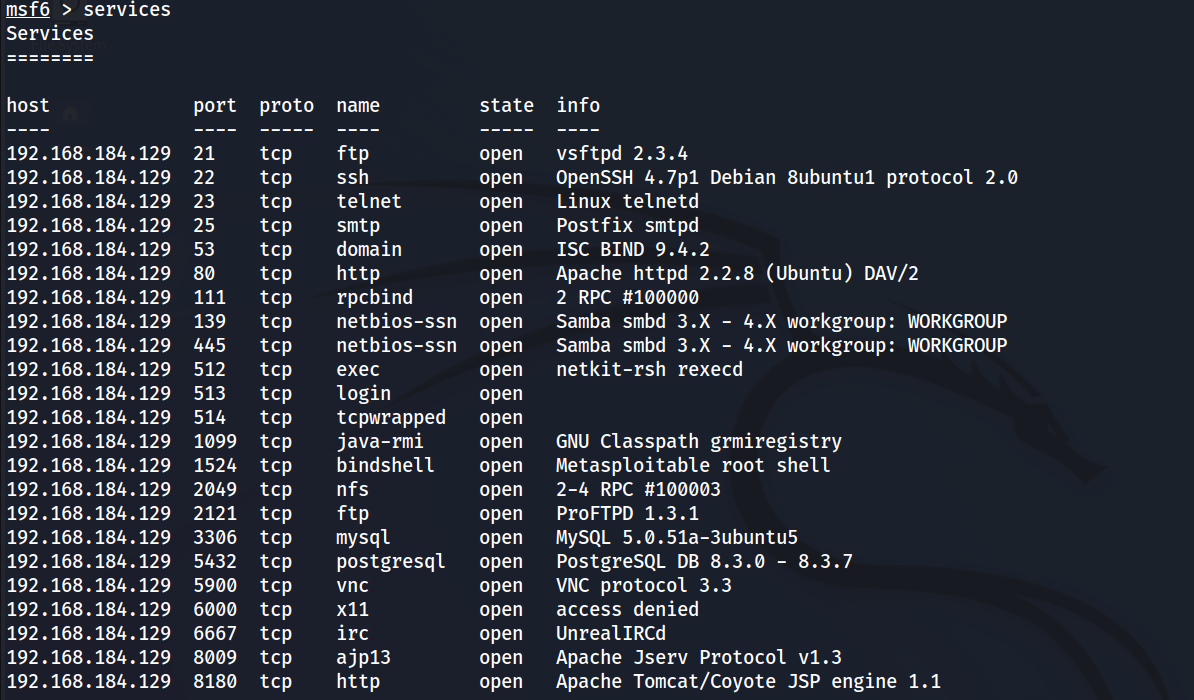 msf6 > services
Services
========

host             port  proto  name         state  info
----             ----  -----  ----         -----  ----
192.168.184.129  21    tcp    ftp          open   vsftpd 2.3.4
192.168.184.129  22    tcp    ssh          open   OpenSSH 4.7p1 Debian 8ubuntu1 protocol 2.0
192.168.184.129  23    tcp    telnet       open   Linux telnetd
192.168.184.129  25    tcp    smtp         open   Postfix smtpd
192.168.184.129  53    tcp    domain       open   ISC BIND 9.4.2
192.168.184.129  80    tcp    http         open   Apache httpd 2.2.8 (Ubuntu) DAV/2
192.168.184.129  111   tcp    rpcbind      open   2 RPC #100000
192.168.184.129  139   tcp    netbios-ssn  open   Samba smbd 3.X - 4.X workgroup: WORKGROUP
192.168.184.129  445   tcp    netbios-ssn  open   Samba smbd 3.X - 4.X workgroup: WORKGROUP
192.168.184.129  512   tcp    exec         open   netkit-rsh rexecd
192.168.184.129  513   tcp    login        open
192.168.184.129  514   tcp    tcpwrapped   open
192.168.184.129  1099  tcp    java-rmi     open   GNU Classpath grmiregistry
192.168.184.129  1524  tcp    bindshell    open   Metasploitable root shell
192.168.184.129  2049  tcp    nfs          open   2-4 RPC #100003
192.168.184.129  2121  tcp    ftp          open   ProFTPD 1.3.1
192.168.184.129  3306  tcp    mysql        open   MySQL 5.0.51a-3ubuntu5
192.168.184.129  5432  tcp    postgresql   open   PostgreSQL DB 8.3.0 - 8.3.7
192.168.184.129  5900  tcp    vnc          open   VNC protocol 3.3
192.168.184.129  6000  tcp    x11          open   access denied
192.168.184.129  6667  tcp    irc          open   UnrealIRCd
192.168.184.129  8009  tcp    ajp13        open   Apache Jserv Protocol v1.3
192.168.184.129  8180  tcp    http         open   Apache Tomcat/Coyote JSP engine 1.1